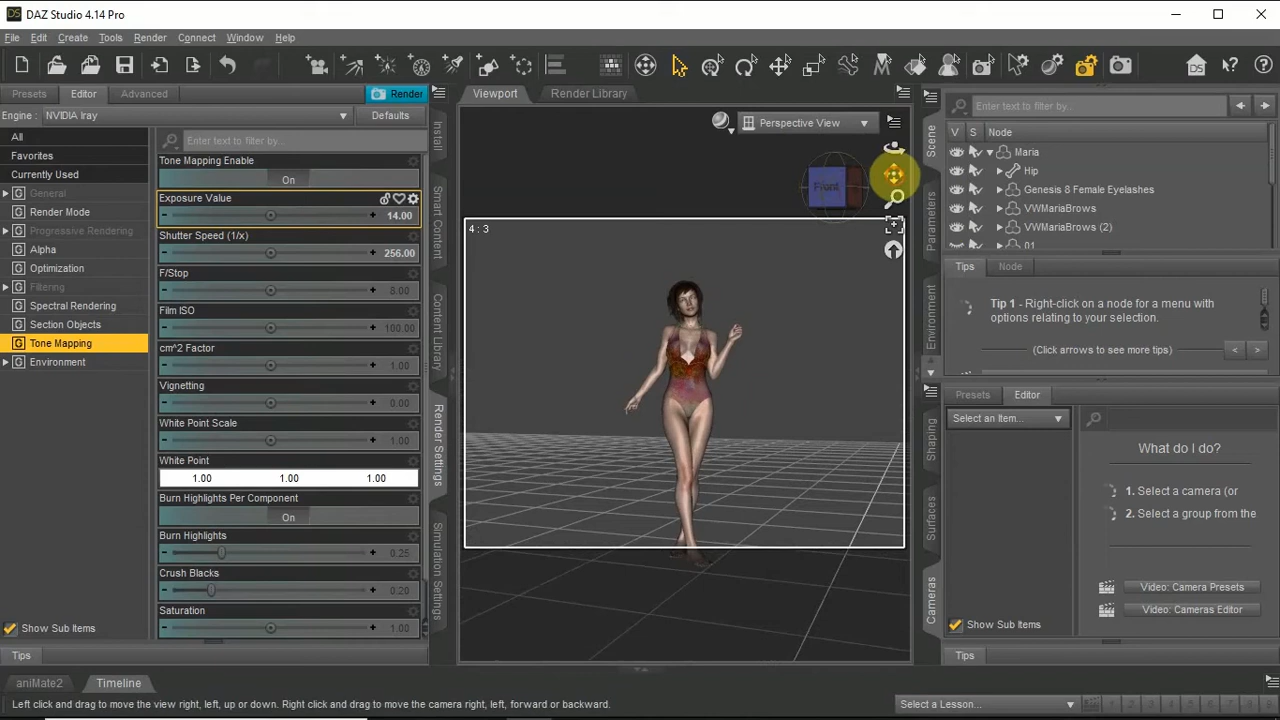 DAZ Studio 4.14 Pro
File Edit Create Tools Render Connect Window Help
Presets Editor Advanced Render
Engine : NVIDIA Iray Defaults
All
Favorites
Currently Used
General
Render Mode
Progressive Rendering
Alpha
Optimization
Filtering
Spectral Rendering
Section Objects
Tone Mapping
Environment
Show Sub Items
Tips
Enter text to filter by...
Tone Mapping Enable
On
Exposure Value
14.00
Shutter Speed (1/x)
256.00
F/Stop
8.00
Film ISO
100.00
cm^2 Factor
1.00
Vignetting
0.00
White Point Scale
1.00
White Point
1.00 1.00 1.00
Burn Highlights Per Component
On
Burn Highlights
0.25
Crush Blacks
0.20
Saturation
1.00
Install
Smart Content
Content Library
Render Settings
Simulation Settings
Viewport Render Library
Perspective View
Front
4 : 3
Scene
Parameters
Environment
Shaping
Surfaces
Cameras
Enter text to filter by...
V S Node
Maria
Hip
Genesis 8 Female Eyelashes
VWMariaBrows
VWMariaBrows (2)
01
Tips Node
Tip 1 - Right-click on a node for a menu with
options relating to your selection.
(Click arrows to see more tips) < >
Presets Editor
Select an Item...
What do I do?
1. Select a camera (or
2. Select a group from the
Video: Camera Presets
Video: Cameras Editor
Show Sub Items
Tips
aniMate2 Timeline
Left click and drag to move the view right, left, up or down. Right click and drag to move the camera right, left, forward or backward.
Select a Lesson...
1 2 3 4 5 6 7 8 9